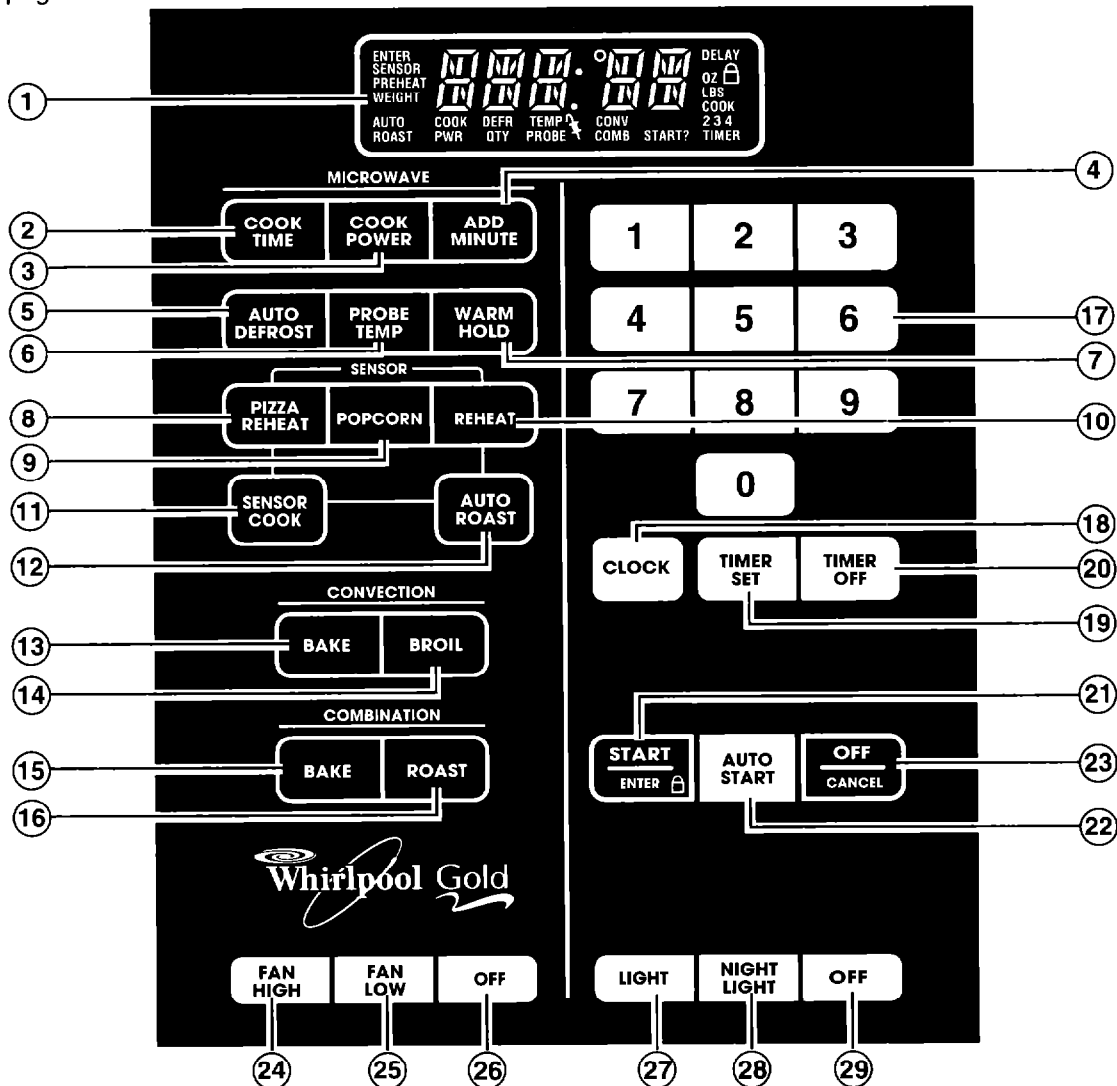 ENTER
SENSOR
PREHEAT
WEIGHT
AUTO
ROAST
COOK
PWR
DEFR
QTY
TEMP
PROBE
CONV
COMB
START?
DELAY
OZ
LBS
COOK
2 3 4
TIMER
1
MICROWAVE
COOK
TIME
COOK
POWER
ADD
MINUTE
2
3
4
AUTO
DEFROST
PROBE
TEMP
WARM
HOLD
5
6
7
SENSOR
PIZZA
REHEAT
POPCORN
REHEAT
8
9
10
SENSOR
COOK
AUTO
ROAST
11
12
CONVECTION
BAKE
BROIL
13
14
COMBINATION
BAKE
ROAST
15
16
Whirlpool Gold
1 2 3
4 5 6
17
7 8 9
0
18
CLOCK
TIMER
SET
TIMER
OFF
20
19
21
START
ENTER
AUTO
START
OFF
CANCEL
23
22
FAN
HIGH
FAN
LOW
OFF
LIGHT
NIGHT
LIGHT
OFF
24 25 26 27 28 29